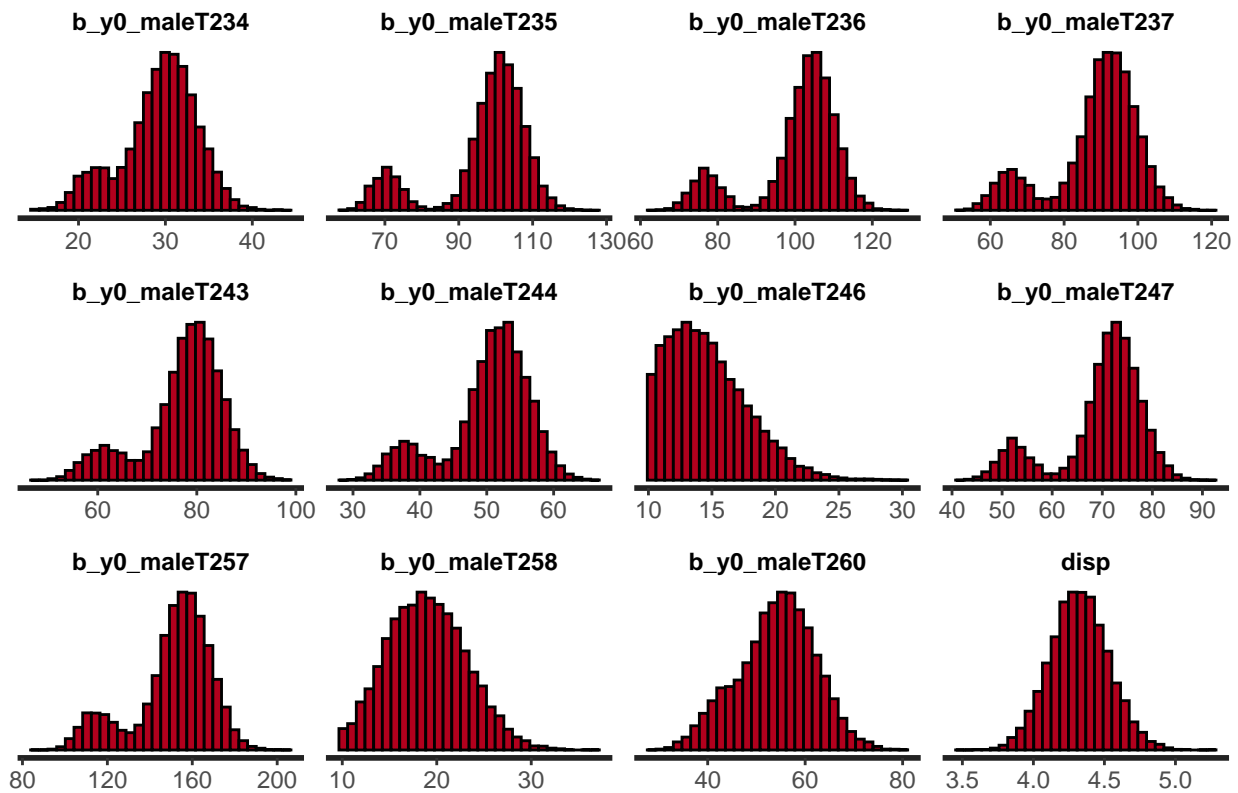 b_y0_maleT234 b_y0_maleT235 b_y0_maleT236 b_y0_maleT237
20 30 40 70 90 110 130 60 80 100 120 60 80 100 120
b_y0_maleT243 b_y0_maleT244 b_y0_maleT246 b_y0_maleT247
60 80 100 30 40 50 60 10 15 20 25 30 40 50 60 70 80 90
b_y0_maleT257 b_y0_maleT258 b_y0_maleT260 disp
80 120 160 200 10 20 30 40 60 80 3.5 4.0 4.5 5.0